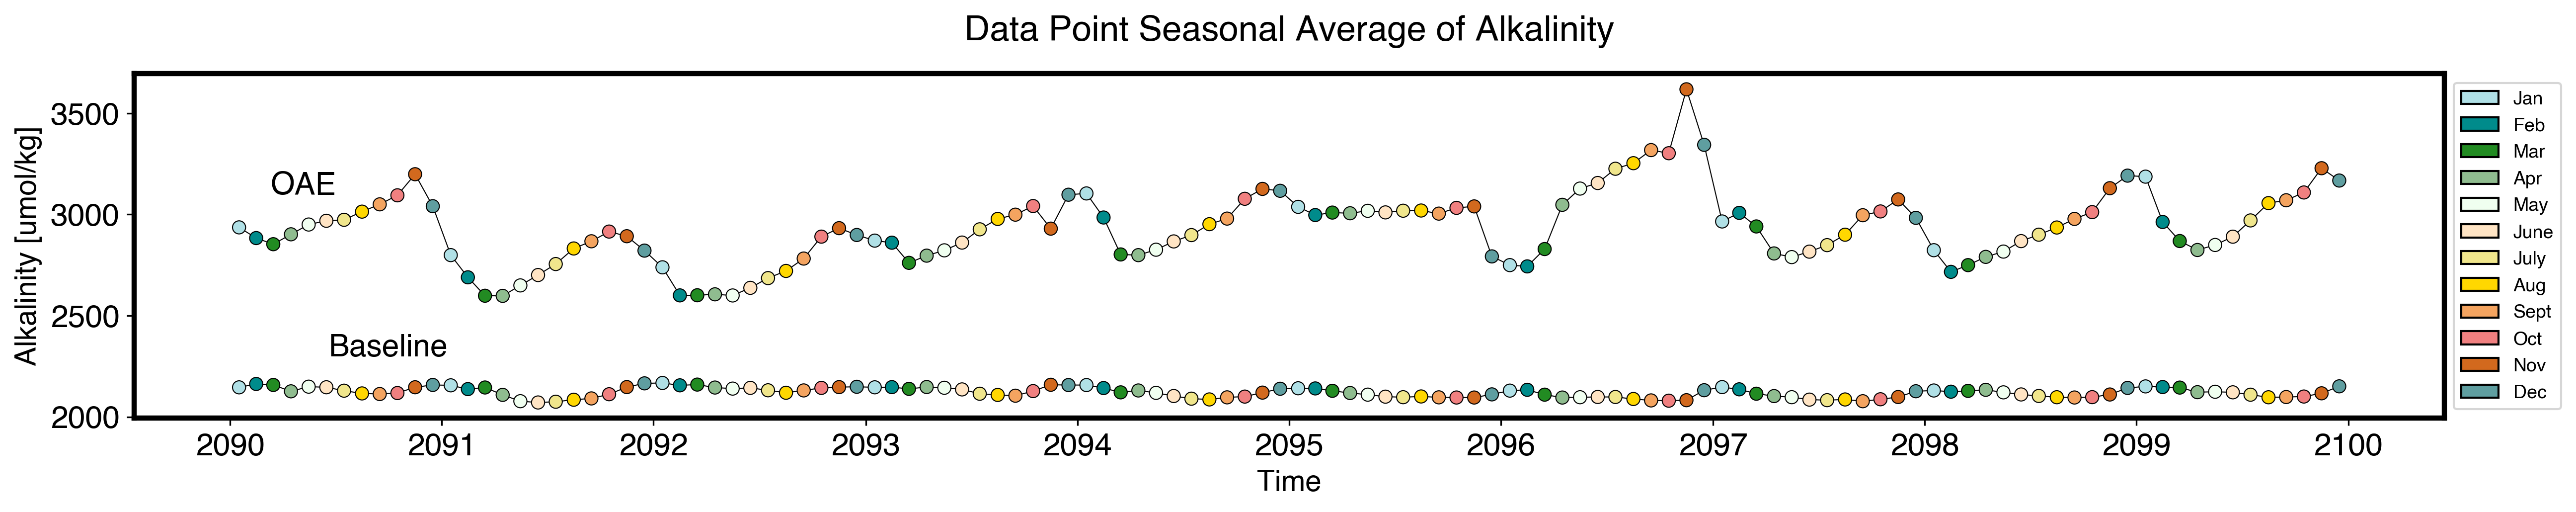 Data Point Seasonal Average of Alkalinity
Alkalinity [umol/kg]
3500
3000
2500
2000
OAE
Baseline
2090 2091 2092 2093 2094 2095 2096 2097 2098 2099 2100
Time
Jan
Feb
Mar
Apr
May
June
July
Aug
Sept
Oct
Nov
Dec